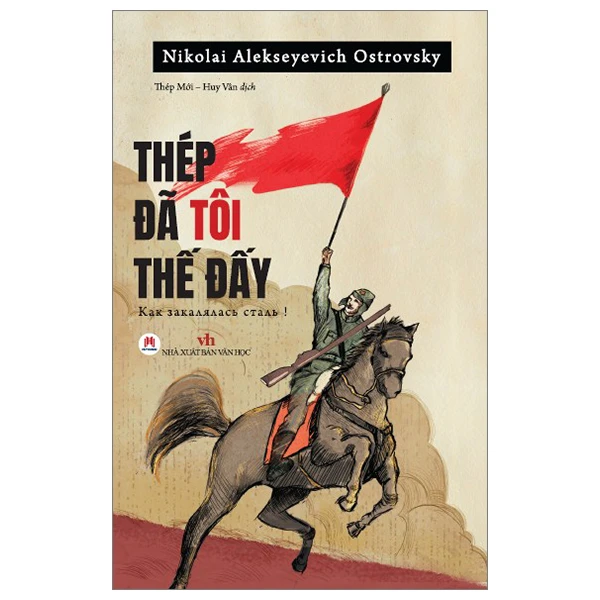 Nikolai Alekseyevich Ostrovsky
Thép Mới – Huy Vân dịch
THÉP
ĐÃ TÔI
THẾ ĐẤY
Как закалялась сталь !
vh
NHÀ XUẤT BẢN VĂN HỌC